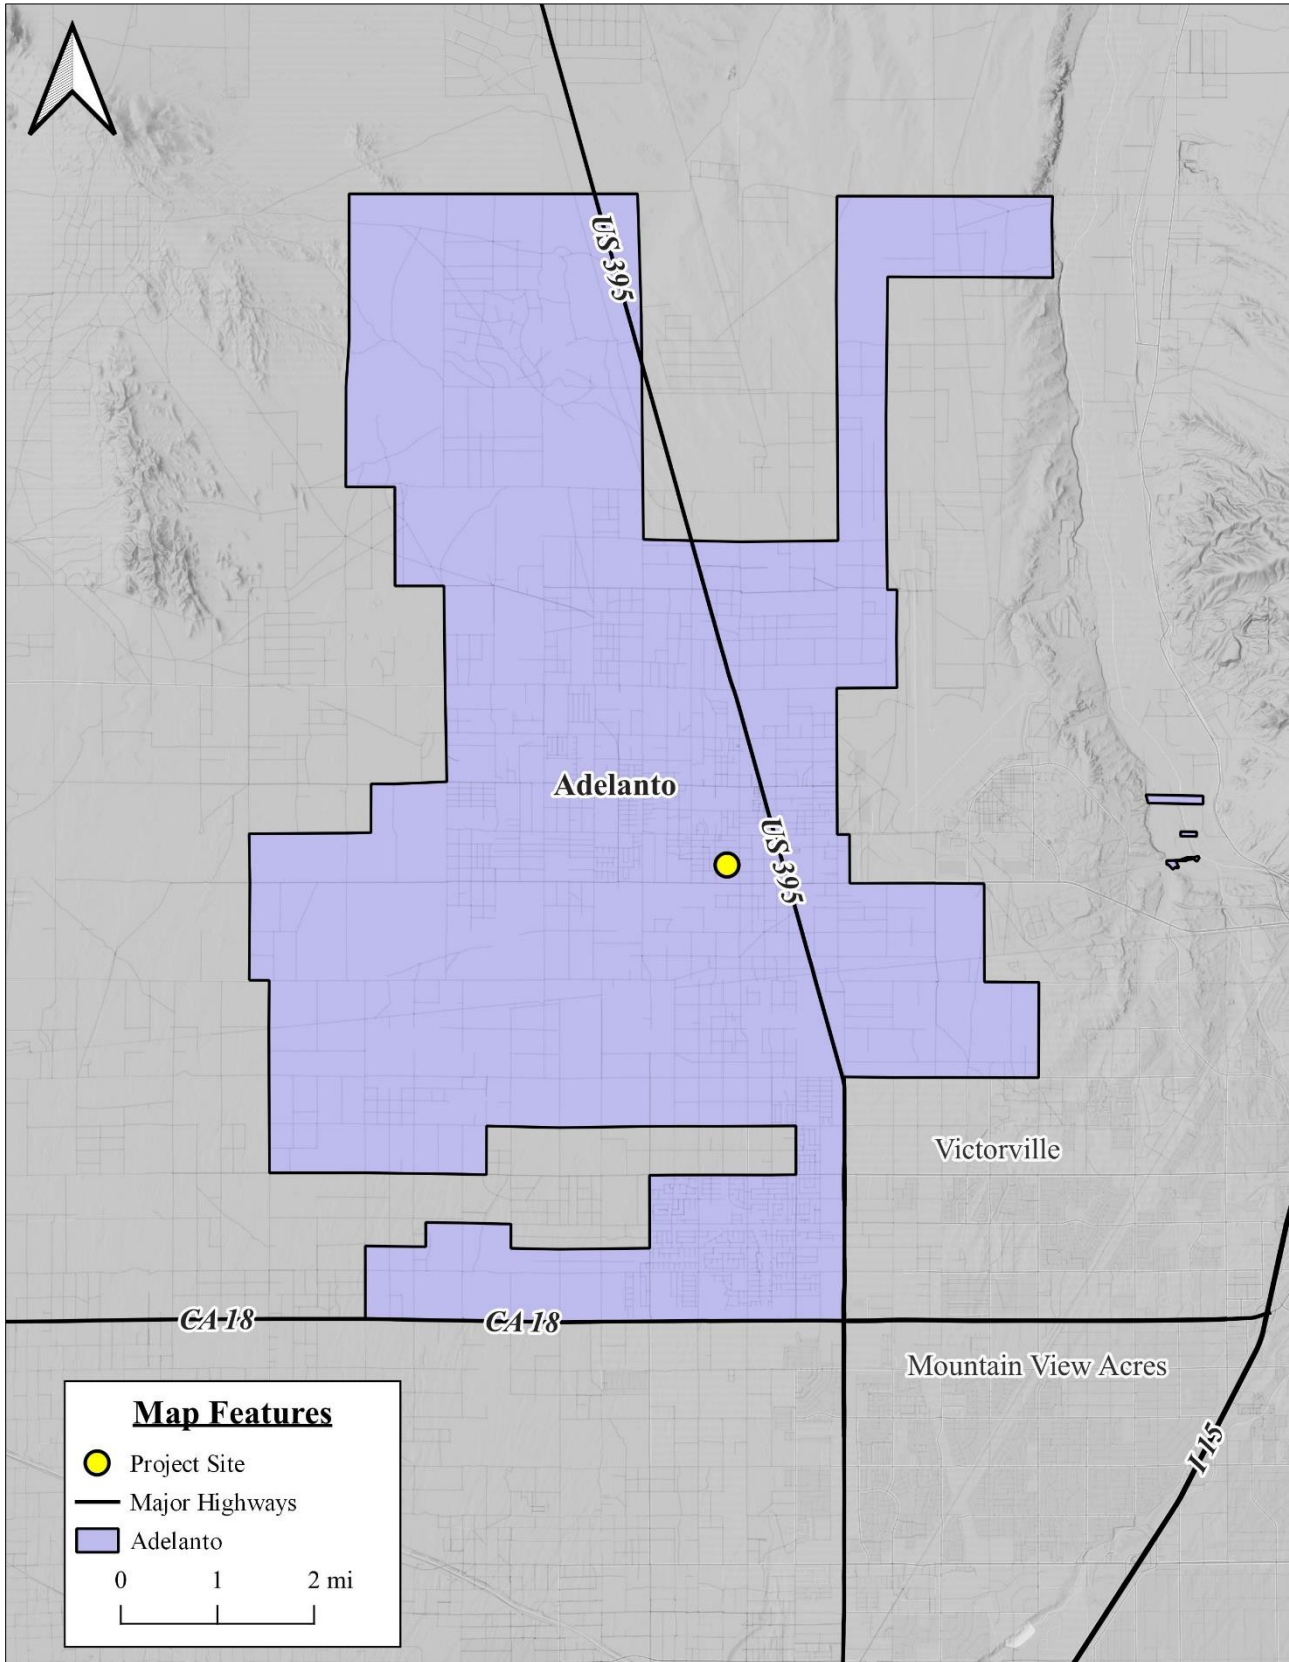 US-395
Adelanto
US-395
Victorville
CA 18
CA 18
Mountain View Acres
I-15
Map Features
Project Site
Major Highways
Adelanto
0 1 2 mi